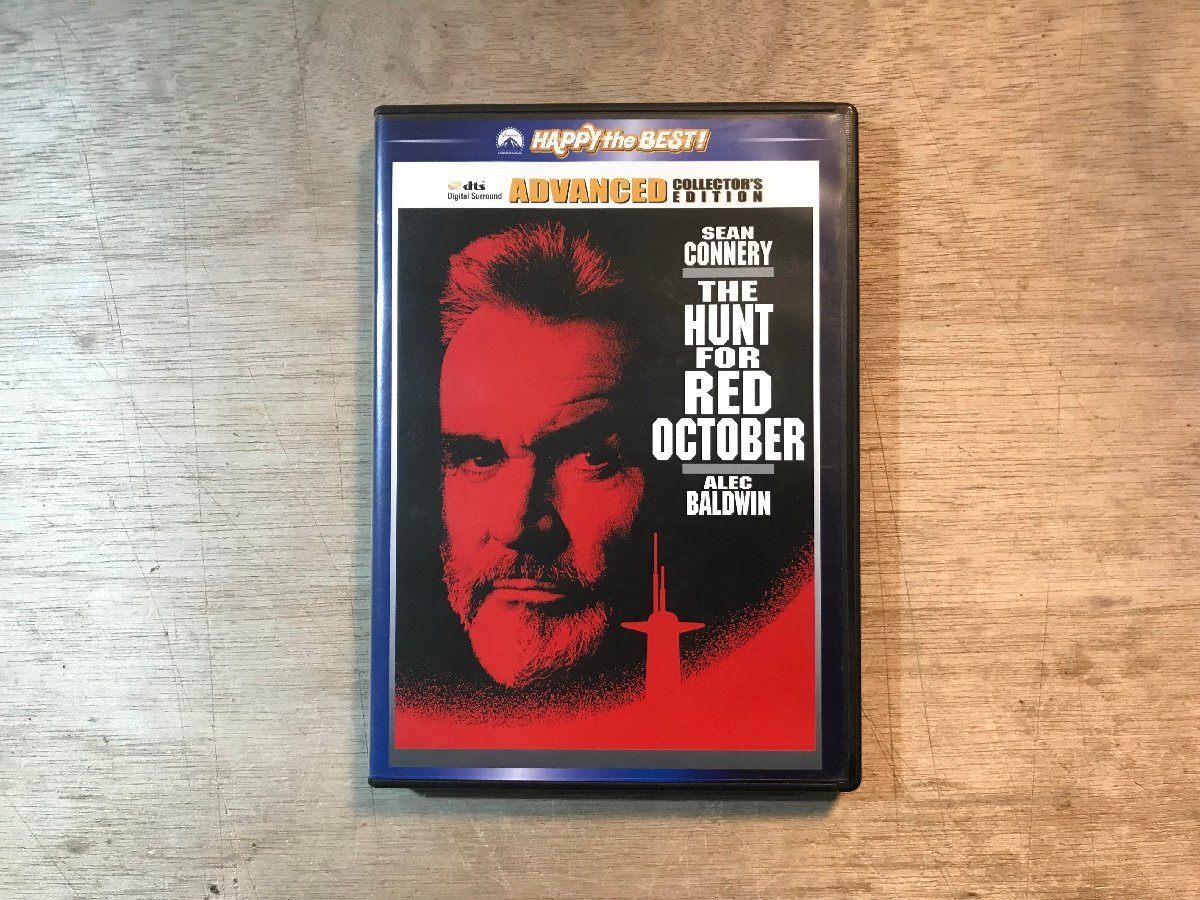 HAPPY the BEST!
dts
Digital Surround
ADVANCED
COLLECTOR'S
EDITION
SEAN
CONNERY
THE
HUNT
FOR
RED
OCTOBER
ALEC
BALDWIN